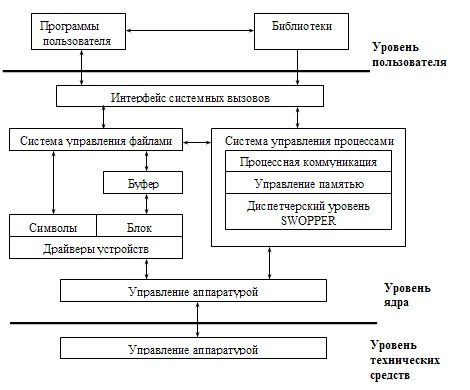 Программы
пользователя
Библиотеки
Уровень
пользователя
Интерфейс системных вызовов
Система управления файлами
Система управления процессами
Процессная коммуникация
Управление памятью
Диспетчерский уровень
SWOPPER
Буфер
Символы
Блок
Драйверы устройств
Управление аппаратурой
Уровень
ядра
Управление аппаратурой
Уровень
технических
средств